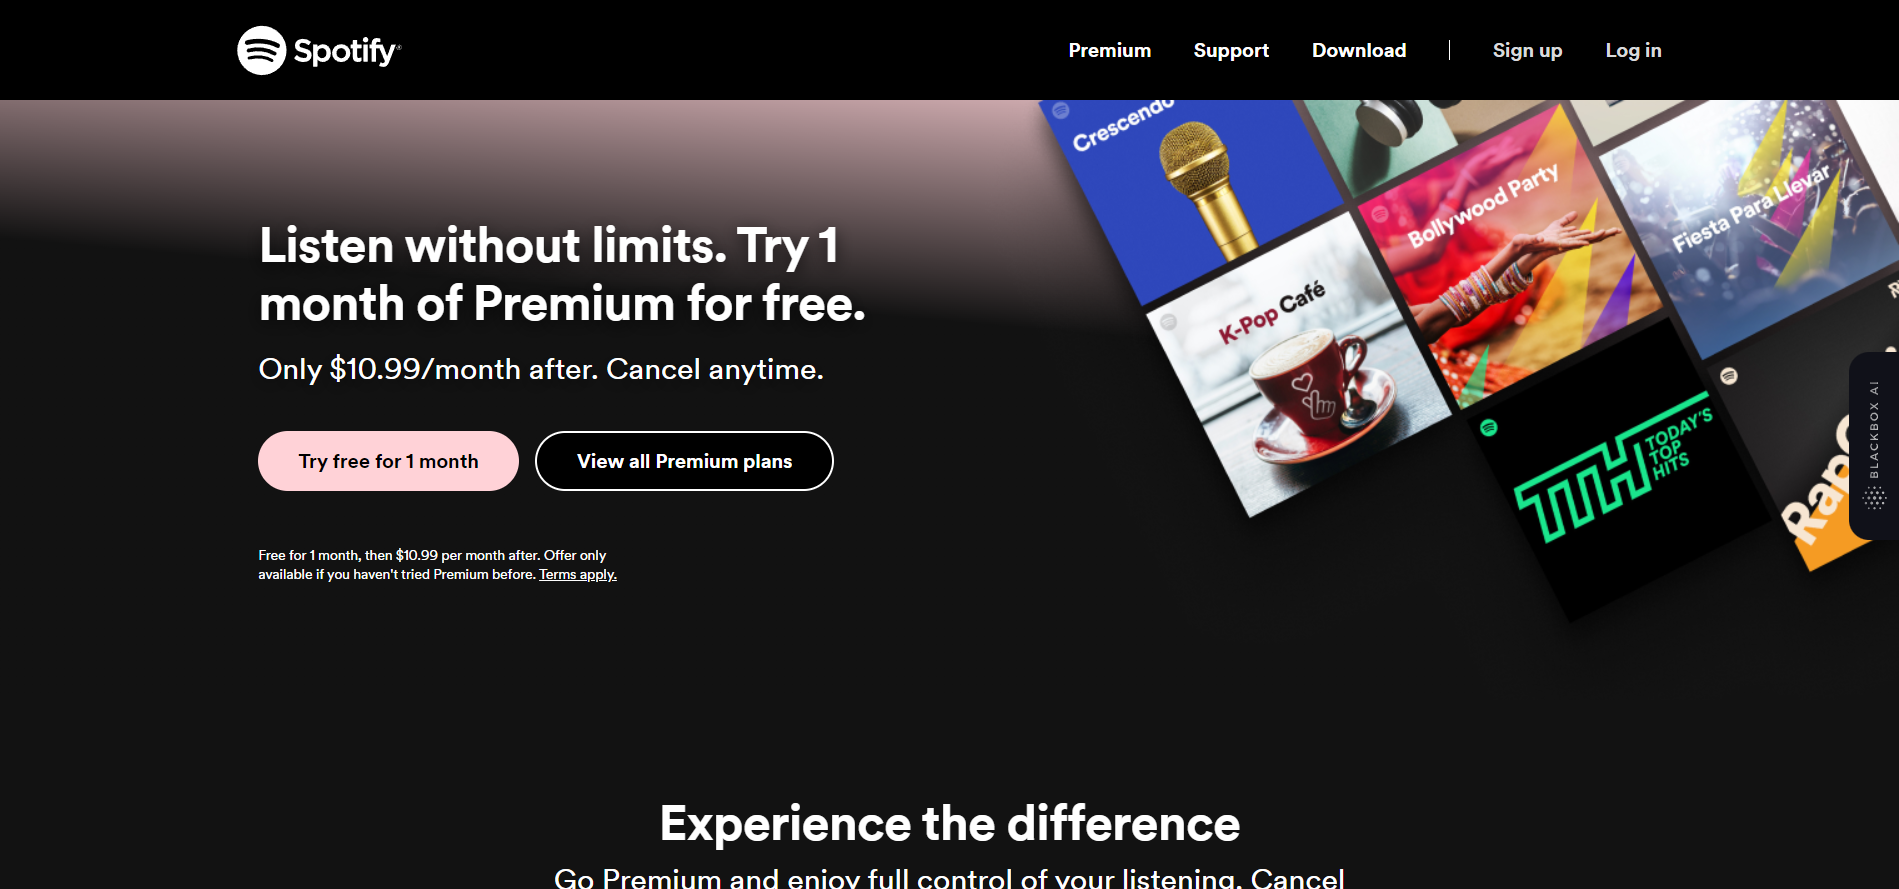 Spotify®
Premium
Support
Download
Sign up
Log in
Listen without limits. Try 1
month of Premium for free.
Only $10.99/month after. Cancel anytime.
Try free for 1 month
View all Premium plans
Free for 1 month, then $10.99 per month after. Offer only
available if you haven't tried Premium before. Terms apply.
Crescendo
Bollywood Party
Fiesta Para Llevar
K-Pop Café
TTH
TODAY'S
TOP
HITS
BLACKBOX AI
Experience the difference
Go Premium and enjoy full control of your listening. Cancel